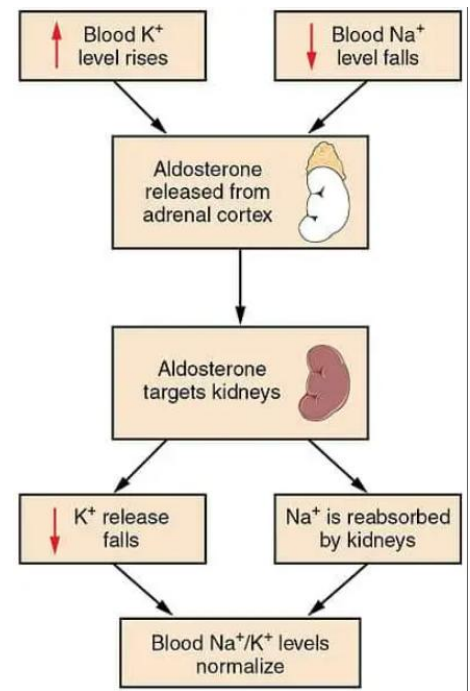 Blood K⁺
level rises
Blood Na⁺
level falls
Aldosterone
released from
adrenal cortex
Aldosterone
targets kidneys
K⁺ release
falls
Na⁺ is reabsorbed
by kidneys
Blood Na⁺/K⁺ levels
normalize